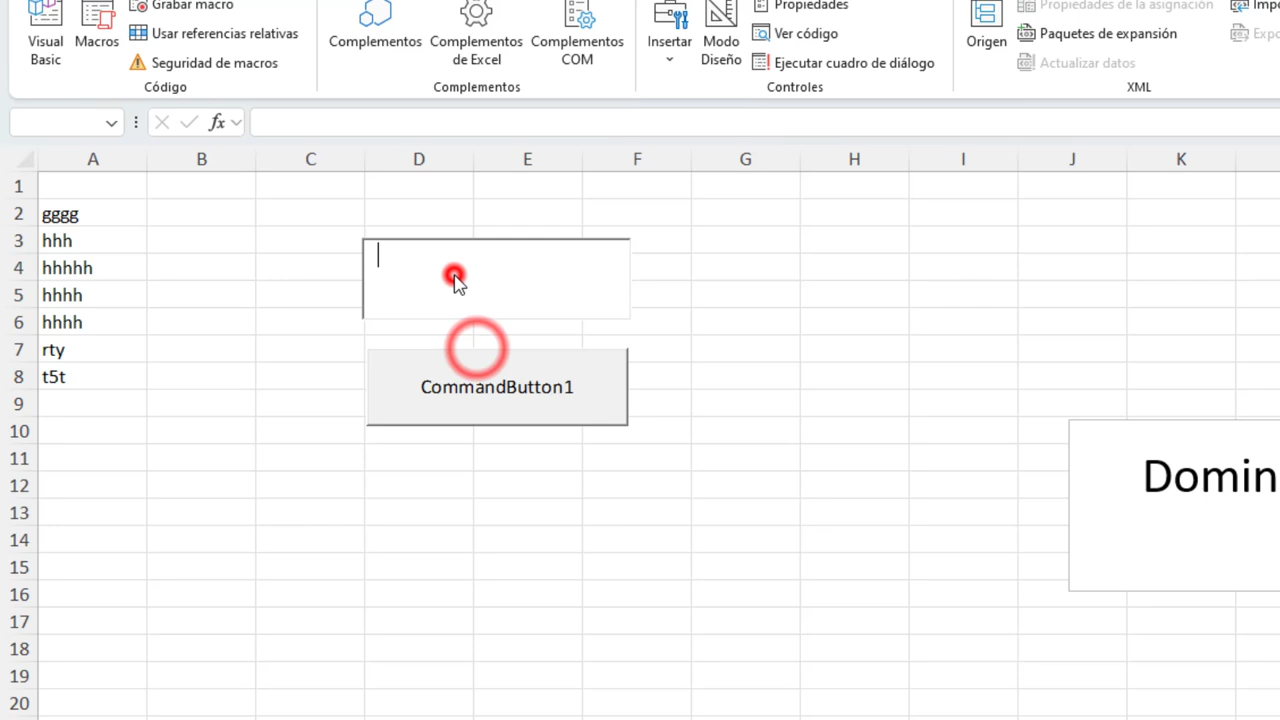 Grabar macro
Propiedades
Propiedades de la asignación
Visual Basic
Macros
Usar referencias relativas
Seguridad de macros
Código
Complementos
Complementos de Excel
Complementos COM
Complementos
Insertar
Modo Diseño
Ver código
Ejecutar cuadro de diálogo
Controles
Origen
Paquetes de expansión
Actualizar datos
XML
fx
A B C D E F G H I J K
1
2 gggg
3 hhh
4 hhhhh
5 hhhh
6 hhhh
7 rty
8 t5t
9
CommandButton1
10
11
12
13
14
15
16
17
18
19
20
Domin